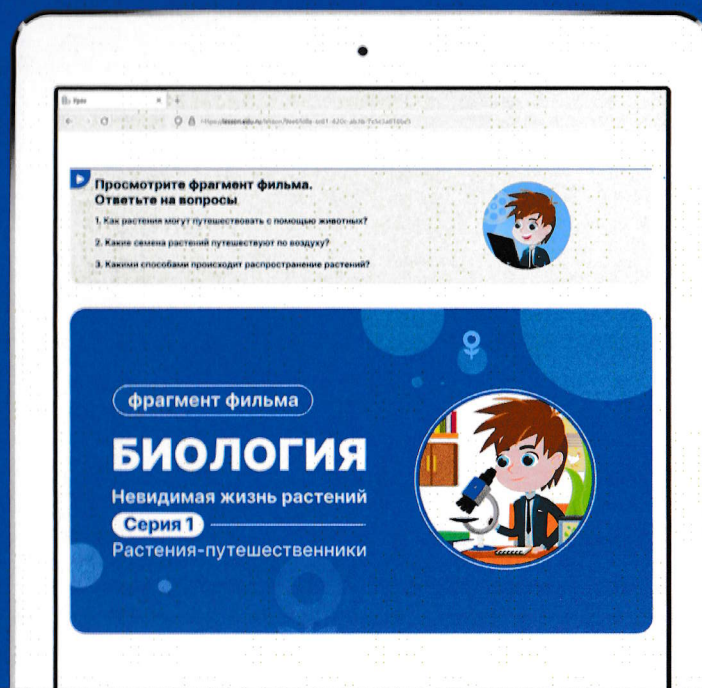 Урок
Просмотрите фрагмент фильма.
Ответьте на вопросы
1. Как растения могут путешествовать с помощью животных?
2. Какие семена растений путешествуют по воздуху?
3. Какими способами происходит распространение растений?
фрагмент фильма
БИОЛОГИЯ
Невидимая жизнь растений
Серия 1
Растения-путешественники